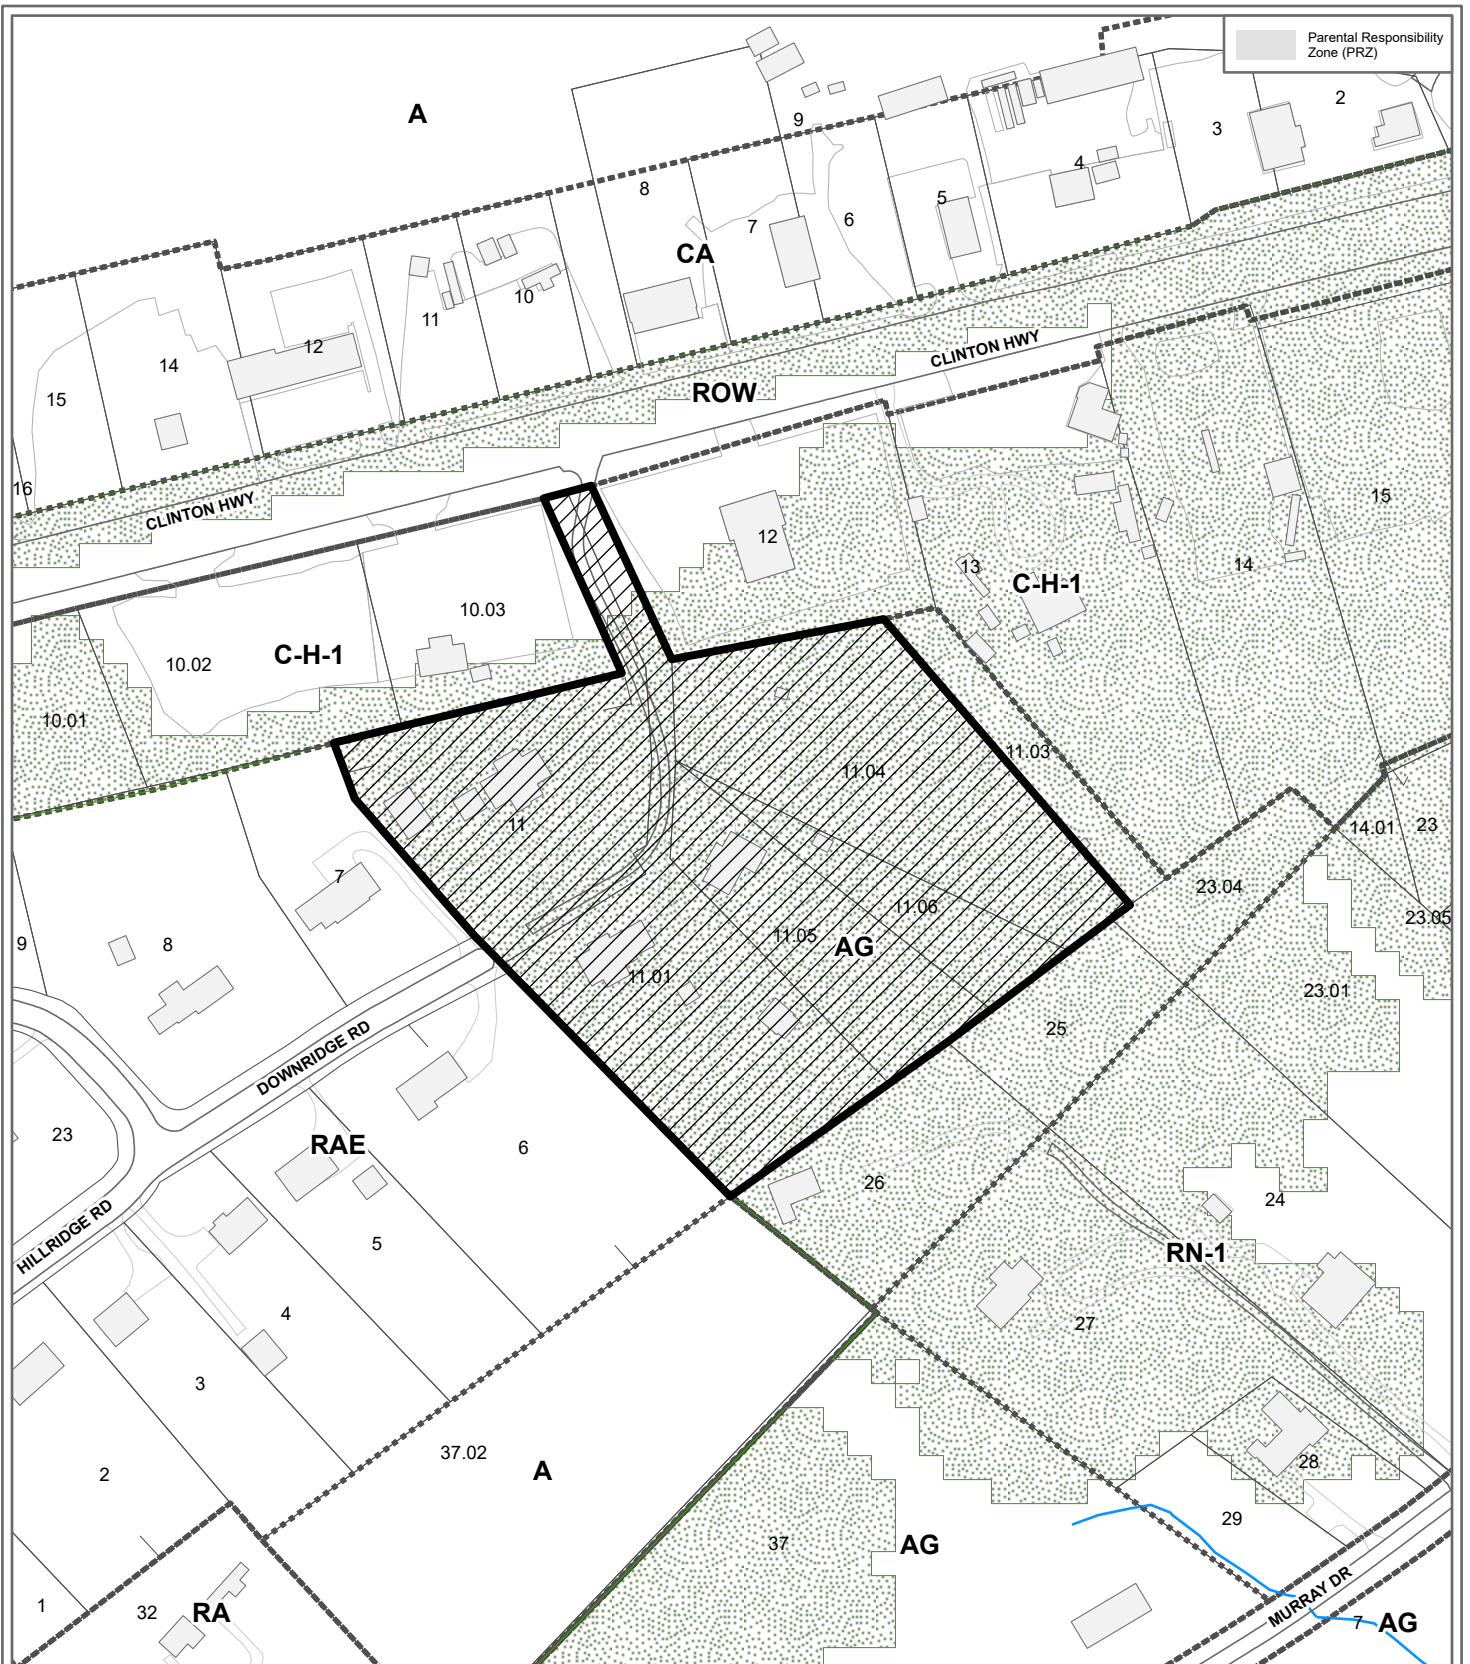 Parental Responsibility
Zone (PRZ)
A
9
2
3
4
8
5
7
6
CA
10
11
12
14
15
ROW
CLINTON HWY
16
CLINTON HWY
15
12
14
13
C-H-1
10.03
C-H-1
10.02
10.01
11.03
11.04
11
14.01
23
7
23.04
11.06
23.05
11.05
AG
9
8
11.01
23.01
25
DOWNRIDGE RD
23
RAE
6
26
24
HILLRIDGE RD
5
RN-1
4
27
3
37.02
A
2
28
29
37
AG
1
32
RA
MURRAY DR
7
AG